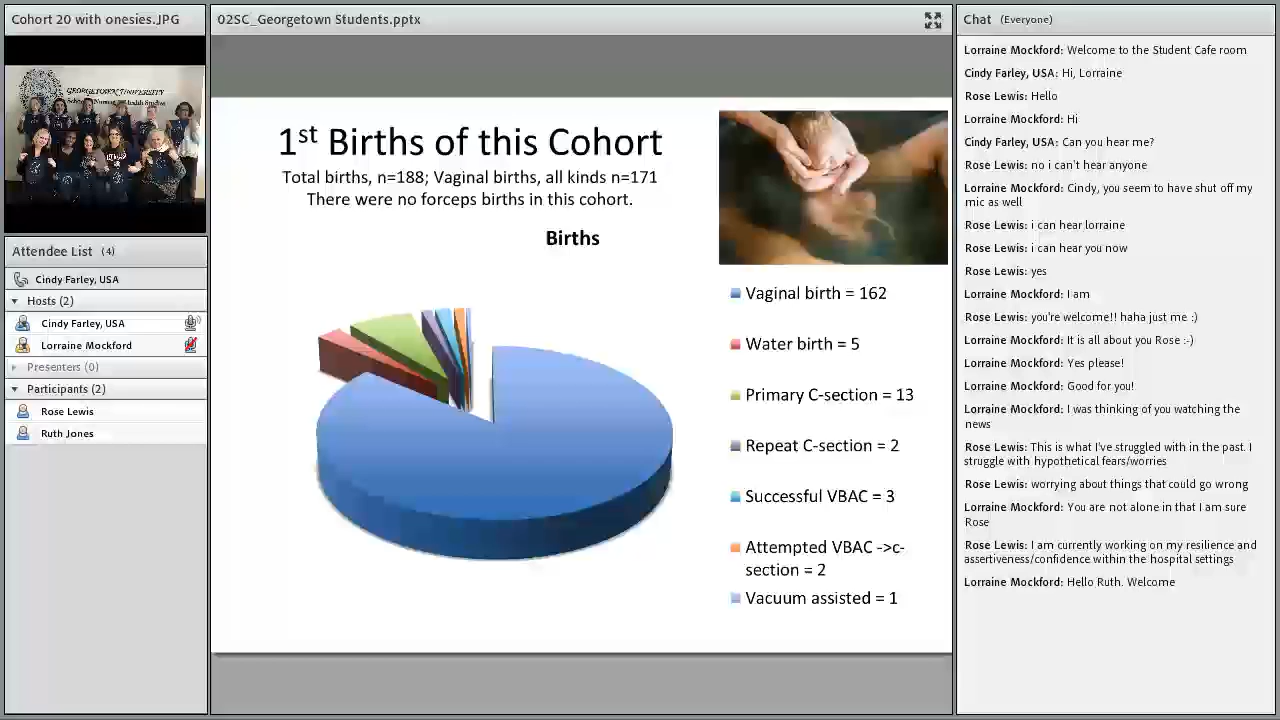 Cohort 20 with onesies.JPG
GEORGETOWN UNIVERSITY
School of Nursing & Health Studies
Attendee List (4)
Cindy Farley, USA
Hosts (2)
Cindy Farley, USA
Lorraine Mockford
Presenters (0)
Participants (2)
Rose Lewis
Ruth Jones
02SC_Georgetown Students.pptx
1st Births of this Cohort
Total births, n=188; Vaginal births, all kinds n=171
There were no forceps births in this cohort.
Births
Vaginal birth = 162
Water birth = 5
Primary C-section = 13
Repeat C-section = 2
Successful VBAC = 3
Attempted VBAC ->c-
section = 2
Vacuum assisted = 1
Chat (Everyone)
Lorraine Mockford: Welcome to the Student Cafe room
Cindy Farley, USA: Hi, Lorraine
Rose Lewis: Hello
Lorraine Mockford: Hi
Cindy Farley, USA: Can you hear me?
Rose Lewis: no i can't hear anyone
Lorraine Mockford: Cindy, you seem to have shut off my
mic as well
Rose Lewis: i can hear lorraine
Rose Lewis: i can hear you now
Rose Lewis: yes
Lorraine Mockford: I am
Rose Lewis: you're welcome!! haha just me :)
Lorraine Mockford: It is all about you Rose :-)
Lorraine Mockford: Yes please!
Lorraine Mockford: Good for you!
Lorraine Mockford: I was thinking of you watching the
news
Rose Lewis: This is what I've struggled with in the past. I
struggle with hypothetical fears/worries
Rose Lewis: worrying about things that could go wrong
Lorraine Mockford: You are not alone in that I am sure
Rose
Rose Lewis: I am currently working on my resilience and
assertiveness/confidence within the hospital settings
Lorraine Mockford: Hello Ruth. Welcome